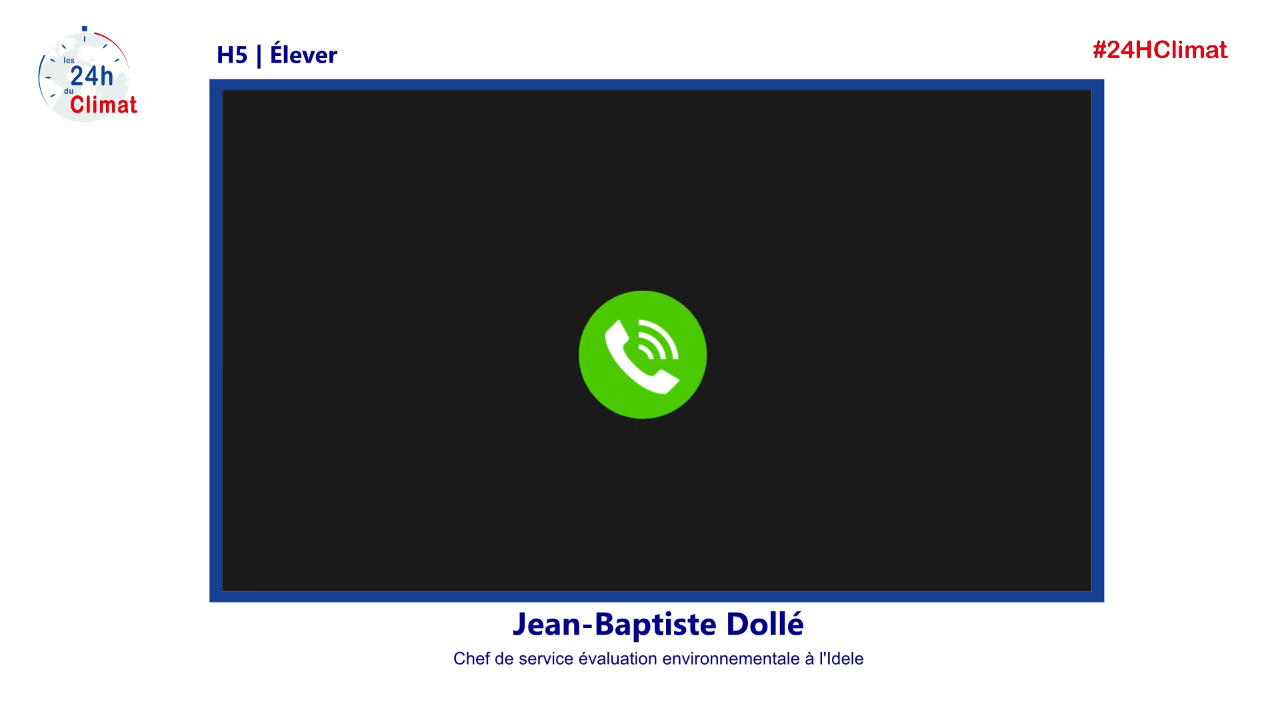 les
24h
du
Climat
H5 | Élever
#24HClimat
Jean-Baptiste Dollé
Chef de service évaluation environnementale à l'Idele